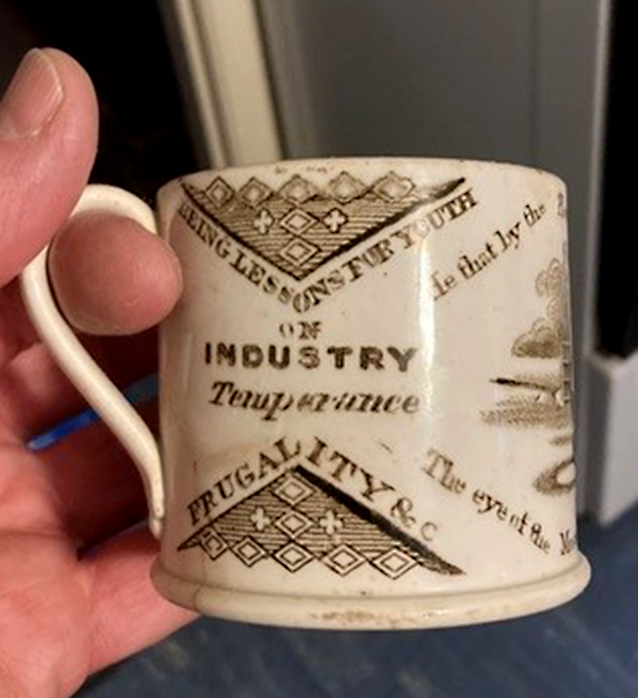 BEING LESSONS FOR YOUTH
ON
INDUSTRY
Temperance
FRUGALITY & C
He that by the
The eye of the